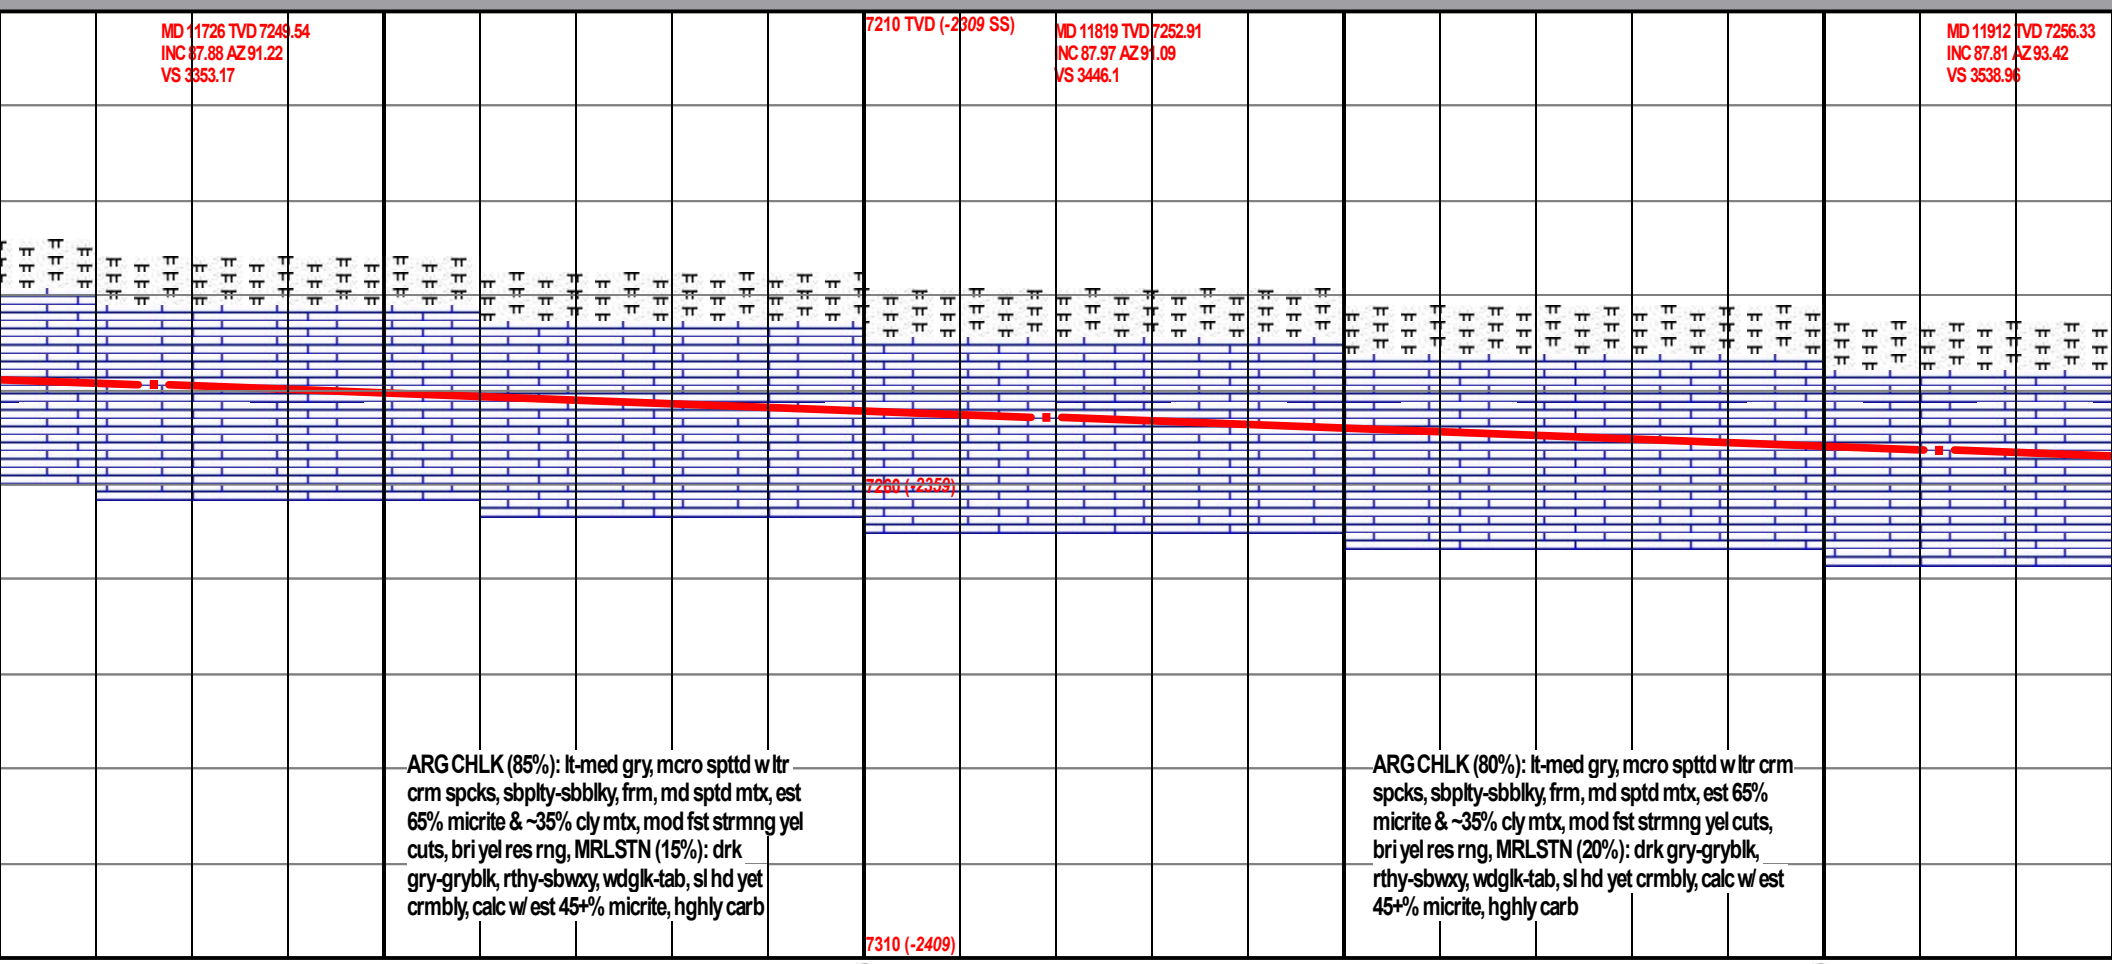 MD 11726 TVD 7249.54
INC 87.88 AZ 91.22
VS 3353.17
7210 TVD (-2309 SS)
MD 11819 TVD 7252.91
INC 87.97 AZ 91.09
VS 3446.1
MD 11912 TVD 7256.33
INC 87.81 AZ 93.42
VS 3538.96
7260 (-2359)
ARG CHLK (85%): lt-med gry, mcro spttd w ltr
crm spcks, sbplty-sbblky, frm, md sptd mtx, est
65% micrite & ~35% cly mtx, mod fst strmng yel
cuts, bri yel res rng, MRLSTN (15%): drk
gry-gryblk, rthy-sbwxy, wdglk-tab, sl hd yet
crmbly, calc w/ est 45+% micrite, hghly carb
ARG CHLK (80%): lt-med gry, mcro spttd w ltr crm
spcks, sbplty-sbblky, frm, md sptd mtx, est 65%
micrite & ~35% cly mtx, mod fst strmng yel cuts,
bri yel res rng, MRLSTN (20%): drk gry-gryblk,
rthy-sbwxy, wdglk-tab, sl hd yet crmbly, calc w/ est
45+% micrite, hghly carb
7310 (-2409)